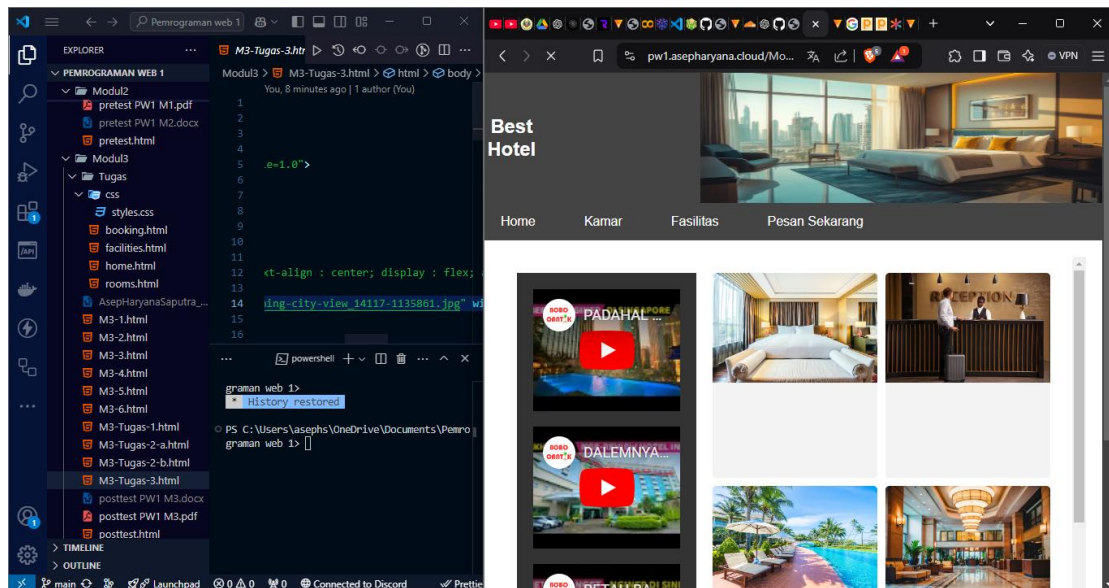 Pemrograman web 1
EXPLORER
PEMROGRAMAN WEB 1
Modul2
pretest PW1 M1.pdf
pretest PW1 M2.docx
pretest.html
Modul3
Tugas
css
styles.css
booking.html
facilities.html
home.html
rooms.html
AsepHaryanaSaputra_...
M3-1.html
M3-2.html
M3-3.html
M3-4.html
M3-5.html
M3-6.html
M3-Tugas-1.html
M3-Tugas-2-a.html
M3-Tugas-2-b.html
M3-Tugas-3.html
posttest PW1 M3.docx
posttest PW1 M3.pdf
posttest.html
TIMELINE
OUTLINE
M3-Tugas-3.htm
Modul3 > M3-Tugas-3.html > html > body >
You, 8 minutes ago | 1 author (You)
1
2
3
4
5 .e=1.0">
6
7
8
9
10
11
12 xt-align : center; display : flex;
13
14 ing-city-view_14117-1135861.jpg" wi
15
16
powershell
graman web 1>
* History restored
PS C:\Users\asephs\OneDrive\Documents\Pemro
graman web 1>
main
Launchpad
0 0
0
Connected to Discord
Prettie
pw1.asepharyana.cloud/Mo...
VPN
Best
Hotel
Home Kamar Fasilitas Pesan Sekarang
PADAHAL ...
DALEMNYA...
RECEPTION